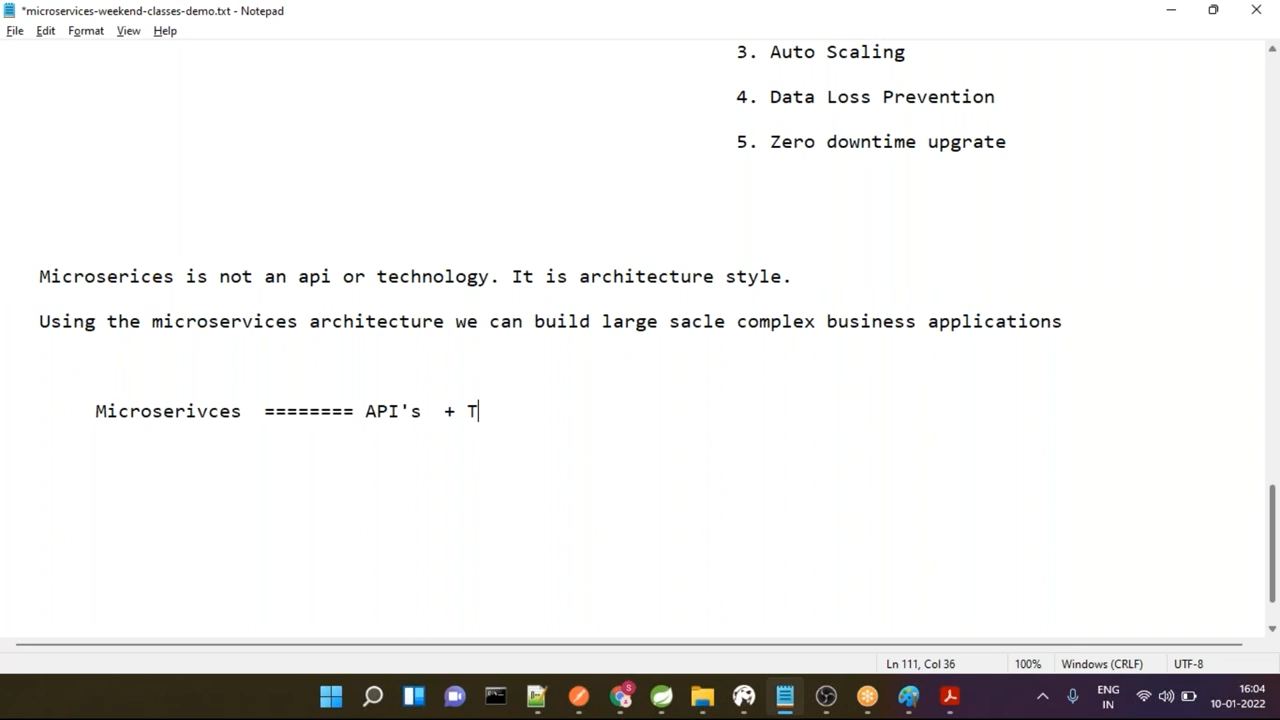 *microservices-weekend-classes-demo.txt - Notepad
File Edit Format View Help
3. Auto Scaling
4. Data Loss Prevention
5. Zero downtime upgrate
Microserices is not an api or technology. It is architecture style.
Using the microservices architecture we can build large sacle complex business applications
Microserivces ======== API's + T
Ln 111, Col 36 100% Windows (CRLF) UTF-8
ENG 16:04
IN 10-01-2022